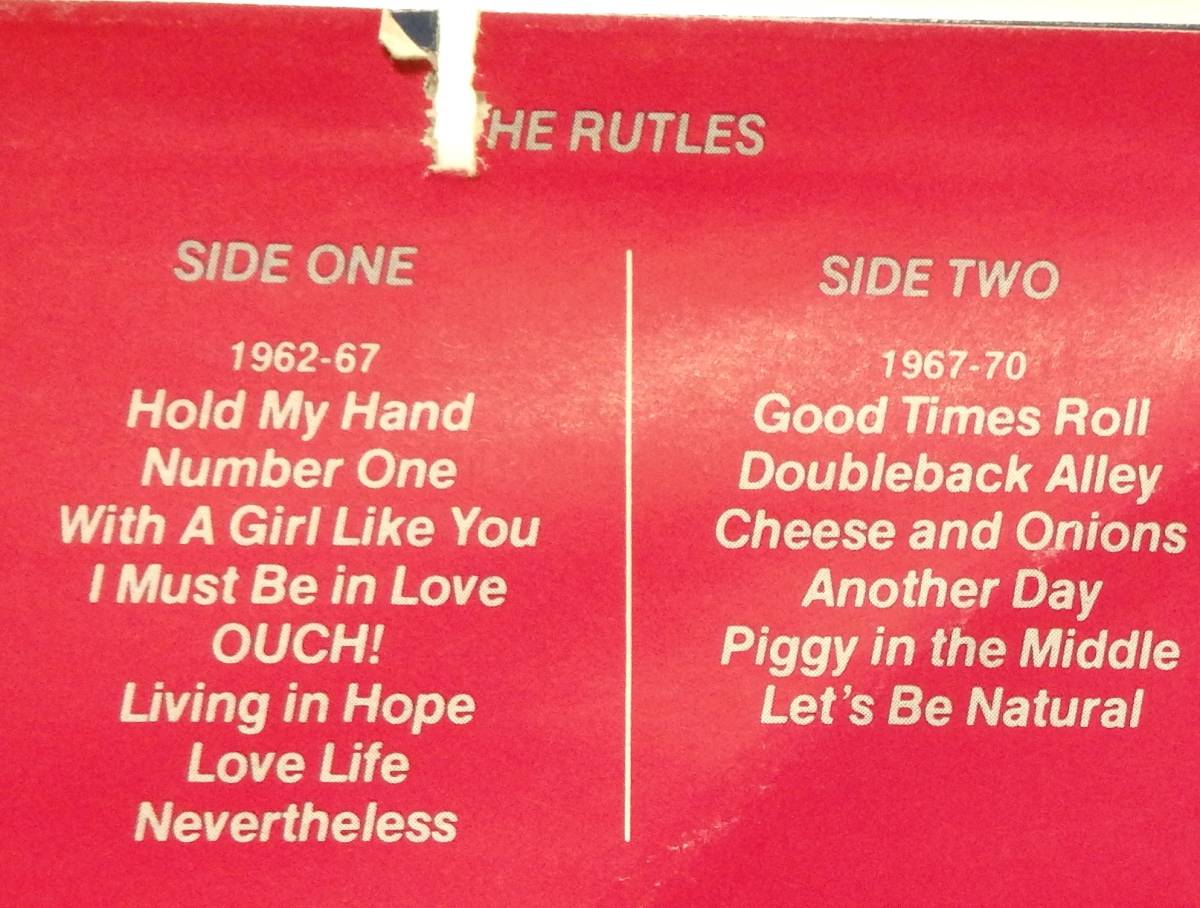 HE RUTLES
SIDE ONE
1962-67
Hold My Hand
Number One
With A Girl Like You
I Must Be in Love
OUCH!
Living in Hope
Love Life
Nevertheless
SIDE TWO
1967-70
Good Times Roll
Doubleback Alley
Cheese and Onions
Another Day
Piggy in the Middle
Let's Be Natural